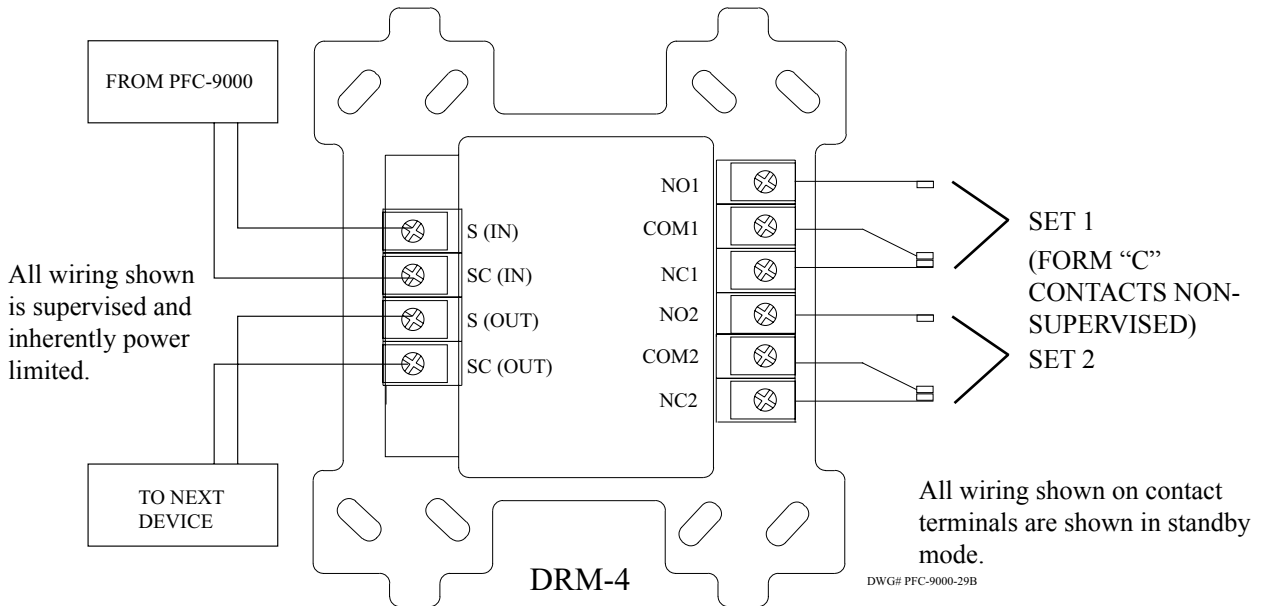 FROM PFC-9000
All wiring shown
is supervised and
inherently power
limited.
TO NEXT
DEVICE
S (IN)
SC (IN)
S (OUT)
SC (OUT)
NO1
COM1
NC1
NO2
COM2
NC2
SET 1
(FORM “C”
CONTACTS NON-
SUPERVISED)
SET 2
All wiring shown on contact
terminals are shown in standby
mode.
DRM-4
DWG# PFC-9000-29B